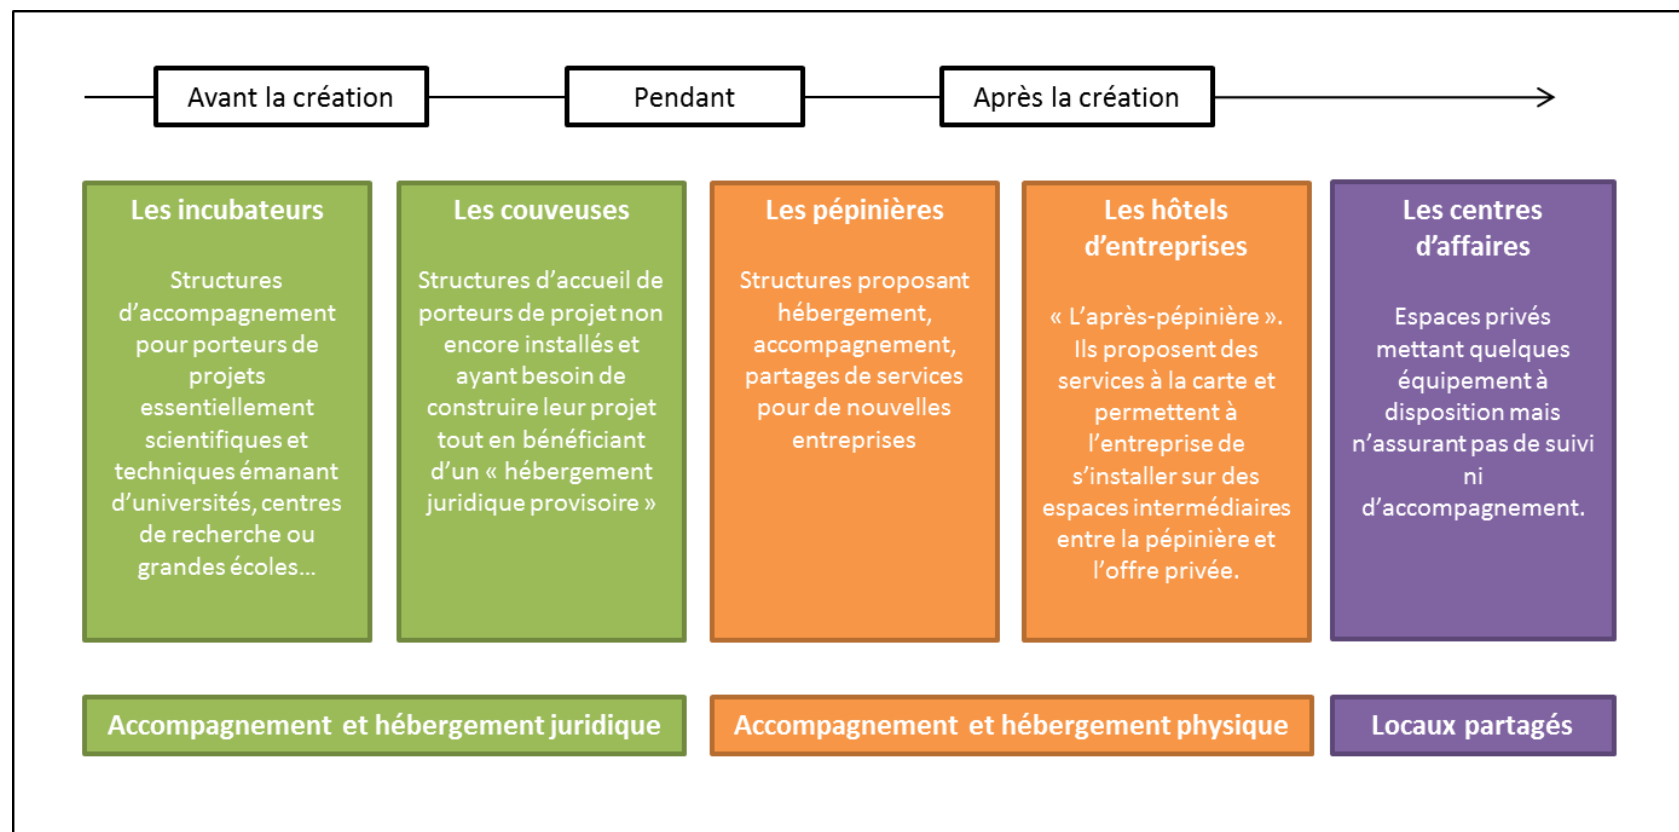 Avant la création
Pendant
Après la création
Les incubateurs
Structures
d’accompagnement
pour porteurs de
projets
essentiellement
scientifiques et
techniques émanant
d’universités, centres
de recherche ou
grandes écoles…
Les couveuses
Structures d’accueil de
porteurs de projet non
encore installés et
ayant besoin de
construire leur projet
tout en bénéficiant
d’un « hébergement
juridique provisoire »
Les pépinières
Structures proposant
hébergement,
accompagnement,
partages de services
pour de nouvelles
entreprises
Les hôtels
d’entreprises
« L’après-pépinière ».
Ils proposent des
services à la carte et
permettent à
l’entreprise de
s’installer sur des
espaces intermédiaires
entre la pépinière et
l’offre privée.
Les centres
d’affaires
Espaces privés
mettant quelques
équipement à
disposition mais
n’assurant pas de suivi
ni
d’accompagnement.
Accompagnement et hébergement juridique
Accompagnement et hébergement physique
Locaux partagés